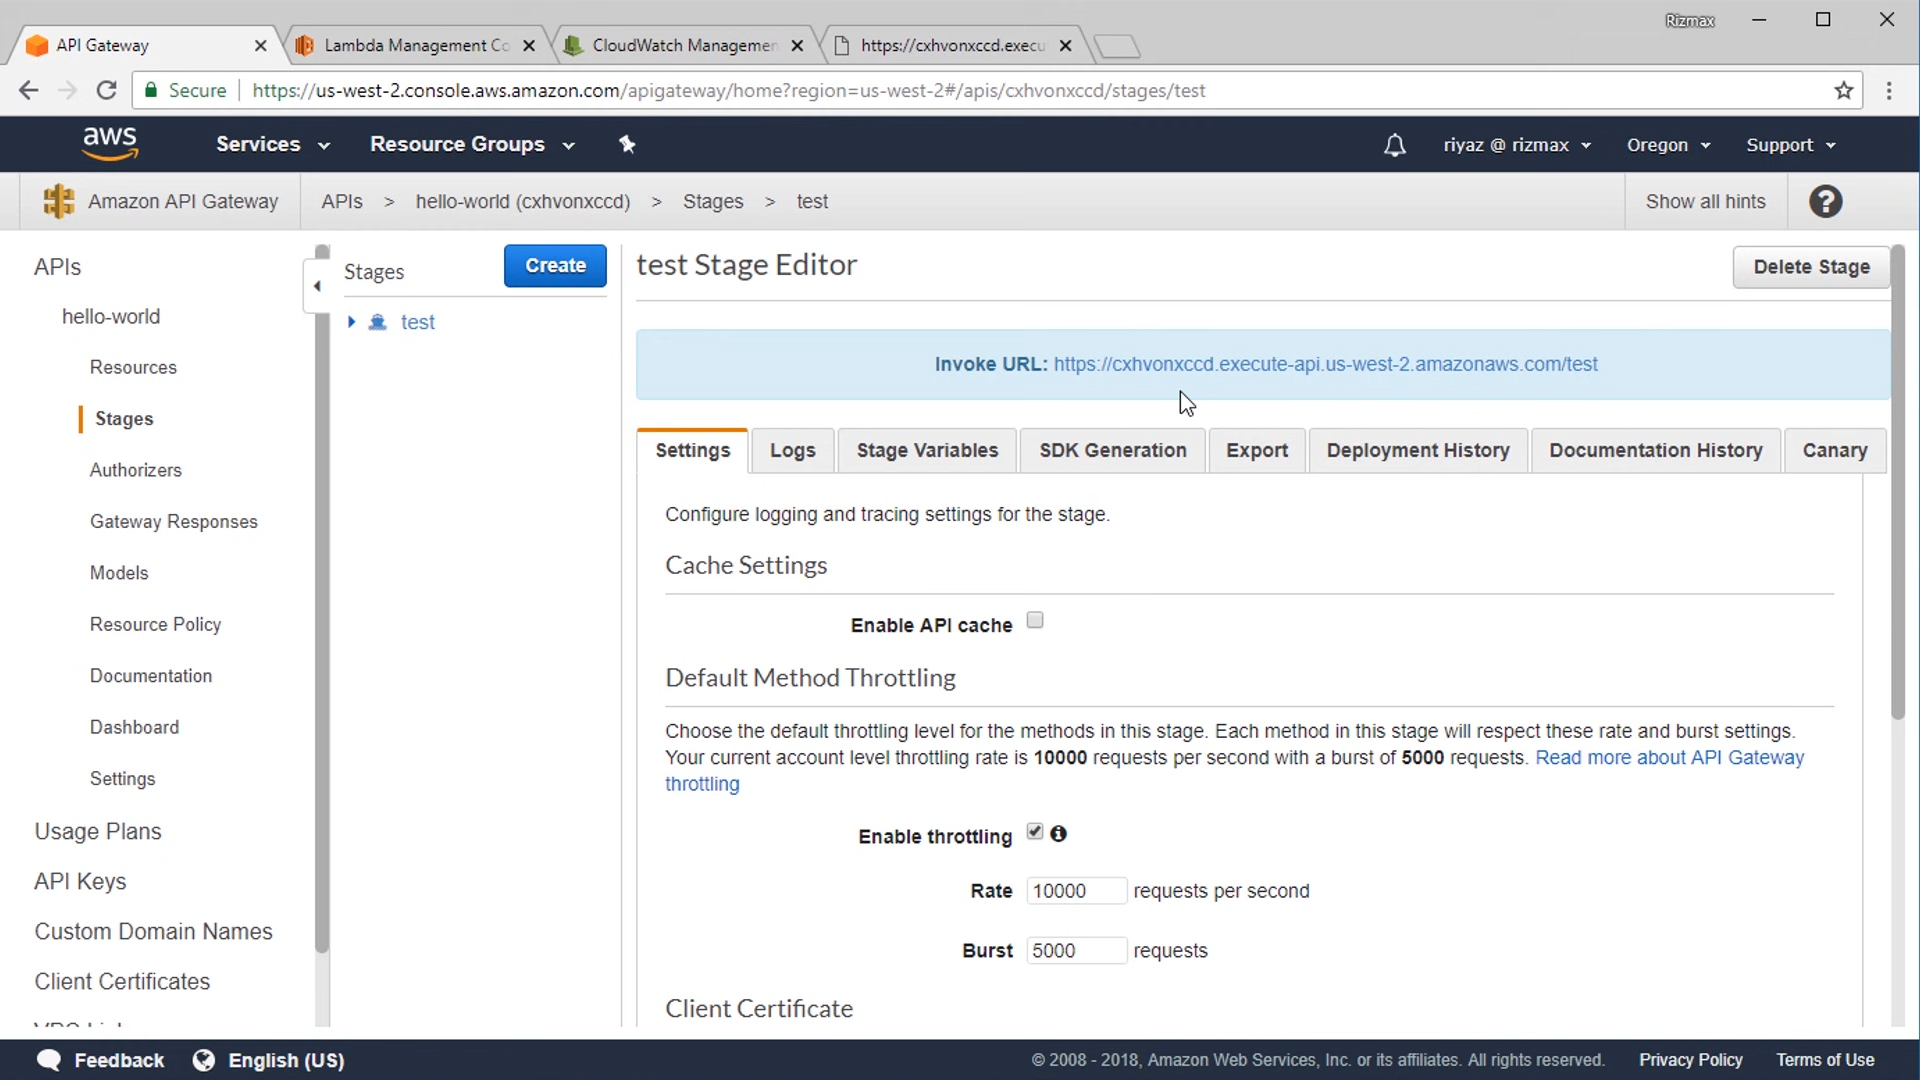 Rizmax
API Gateway
Lambda Management Co
CloudWatch Managemen
https://cxhvonxccd.execu
Secure
https://us-west-2.console.aws.amazon.com/apigateway/home?region=us-west-2#/apis/cxhvonxccd/stages/test
aws
Services
Resource Groups
riyaz @ rizmax
Oregon
Support
Amazon API Gateway
APIs > hello-world (cxhvonxccd) > Stages > test
Show all hints
?
APIs
hello-world
Resources
Stages
Authorizers
Gateway Responses
Models
Resource Policy
Documentation
Dashboard
Settings
Usage Plans
API Keys
Custom Domain Names
Client Certificates
Stages
Create
test
test Stage Editor
Delete Stage
Invoke URL: https://cxhvonxccd.execute-api.us-west-2.amazonaws.com/test
Settings
Logs
Stage Variables
SDK Generation
Export
Deployment History
Documentation History
Canary
Configure logging and tracing settings for the stage.
Cache Settings
Enable API cache
Default Method Throttling
Choose the default throttling level for the methods in this stage. Each method in this stage will respect these rate and burst settings.
Your current account level throttling rate is 10000 requests per second with a burst of 5000 requests. Read more about API Gateway
throttling
Enable throttling
Rate 10000 requests per second
Burst 5000 requests
Client Certificate
Feedback
English (US)
© 2008 - 2018, Amazon Web Services, Inc. or its affiliates. All rights reserved.
Privacy Policy
Terms of Use